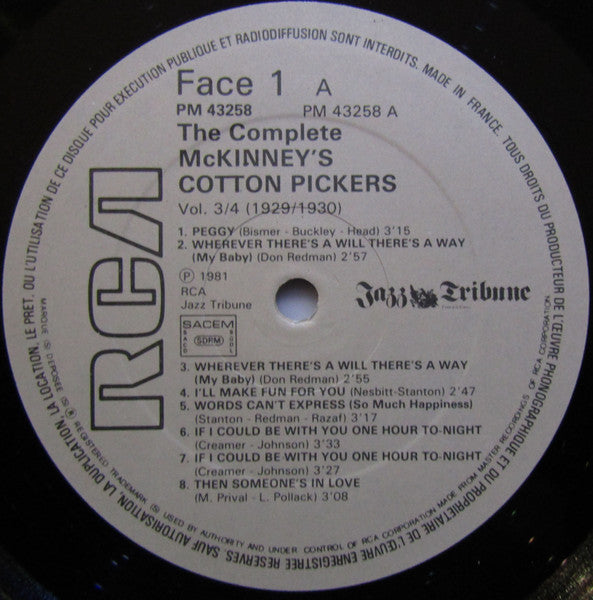 Face 1 A
PM 43258 PM 43258 A
The Complete
McKINNEY'S
COTTON PICKERS
Vol. 3/4 (1929/1930)
1. PEGGY (Bismer - Buckley - Head) 3'15
2. WHEREVER THERE'S A WILL THERE'S A WAY
(My Baby) (Don Redman) 2'57
Ⓟ 1981
RCA
Jazz Tribune
Jazz Tribune
RCA
SACEM
SACD
SDRM
SGDL
3. WHEREVER THERE'S A WILL THERE'S A WAY
(My Baby) (Don Redman) 2'55
4. I'LL MAKE FUN FOR YOU (Nesbitt-Stanton) 2'47
5. WORDS CAN'T EXPRESS (So Much Happiness)
(Stanton - Redman - Razaf) 3'17
6. IF I COULD BE WITH YOU ONE HOUR TO-NIGHT
(Creamer - Johnson) 3'33
7. IF I COULD BE WITH YOU ONE HOUR TO-NIGHT
(Creamer - Johnson) 3'27
8. THEN SOMEONE'S IN LOVE
(M. Prival - L. Pollack) 3'08
MADE IN FRANCE. TOUS DROITS DU PRODUCTEUR DE L'ŒUVRE PHONOGRAPHIQUE ET DU PROPRIETAIRE DE L'ŒUVRE ENREGISTREE RESERVES. SAUF AUTORISATION, LA DUPLICATION, LA LOCATION, LE PRET, OU L'UTILISATION DE CE DISQUE POUR EXECUTION PUBLIQUE ET RADIODIFFUSION SONT INTERDITS.
MARQUE (S) DEPOSEE (S) ® REGISTERED TRADEMARK (S) USED BY AUTHORITY AND UNDER CONTROL OF RCA CORPORATION MADE FROM MASTER RECORDINGS OF RCA CORPORATION